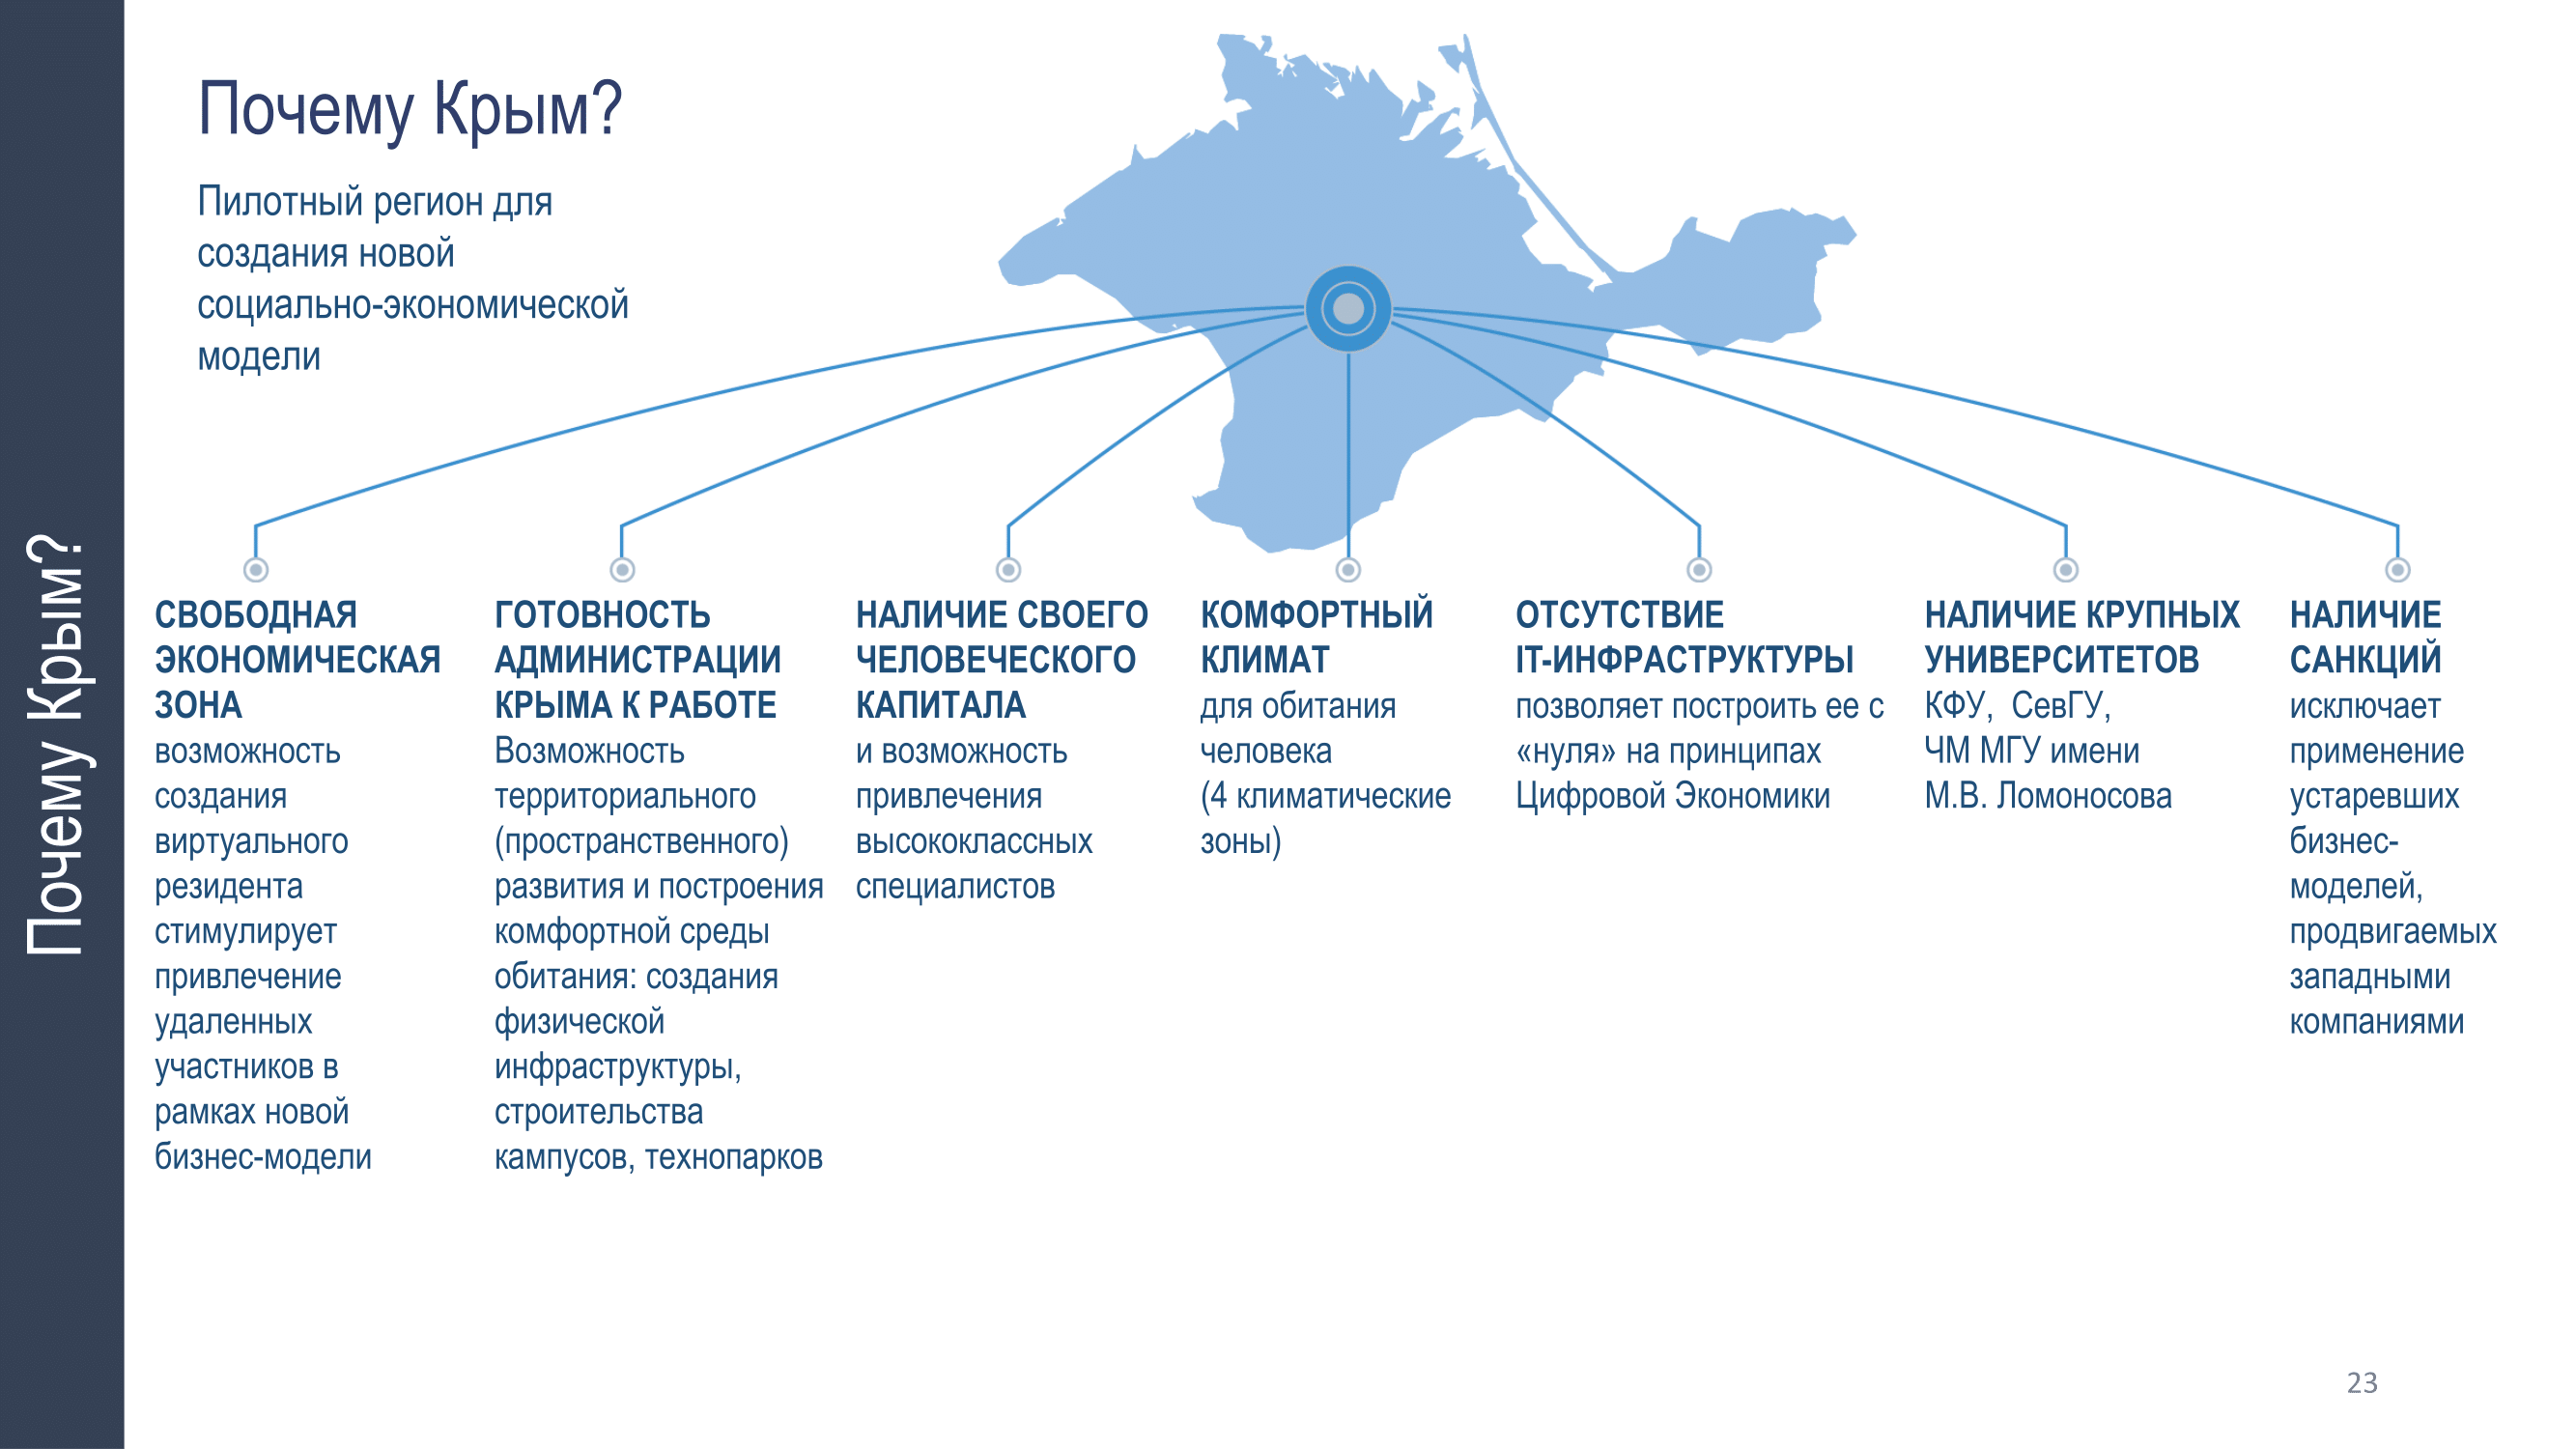 Почему Крым?
Почему Крым?
Пилотный регион для
создания новой
социально-экономической
модели
СВОБОДНАЯ
ЭКОНОМИЧЕСКАЯ
ЗОНА
возможность
создания
виртуального
резидента
стимулирует
привлечение
удаленных
участников в
рамках новой
бизнес-модели
ГОТОВНОСТЬ
АДМИНИСТРАЦИИ
КРЫМА К РАБОТЕ
Возможность
территориального
(пространственного)
развития и построения
комфортной среды
обитания: создания
физической
инфраструктуры,
строительства
кампусов, технопарков
НАЛИЧИЕ СВОЕГО
ЧЕЛОВЕЧЕСКОГО
КАПИТАЛА
и возможность
привлечения
высококлассных
специалистов
КОМФОРТНЫЙ
КЛИМАТ
для обитания
человека
(4 климатические
зоны)
ОТСУТСТВИЕ
IT-ИНФРАСТРУКТУРЫ
позволяет построить ее с
«нуля» на принципах
Цифровой Экономики
НАЛИЧИЕ КРУПНЫХ
УНИВЕРСИТЕТОВ
КФУ, СевГУ,
ЧМ МГУ имени
М.В. Ломоносова
НАЛИЧИЕ
САНКЦИЙ
исключает
применение
устаревших
бизнес-
моделей,
продвигаемых
западными
компаниями
23